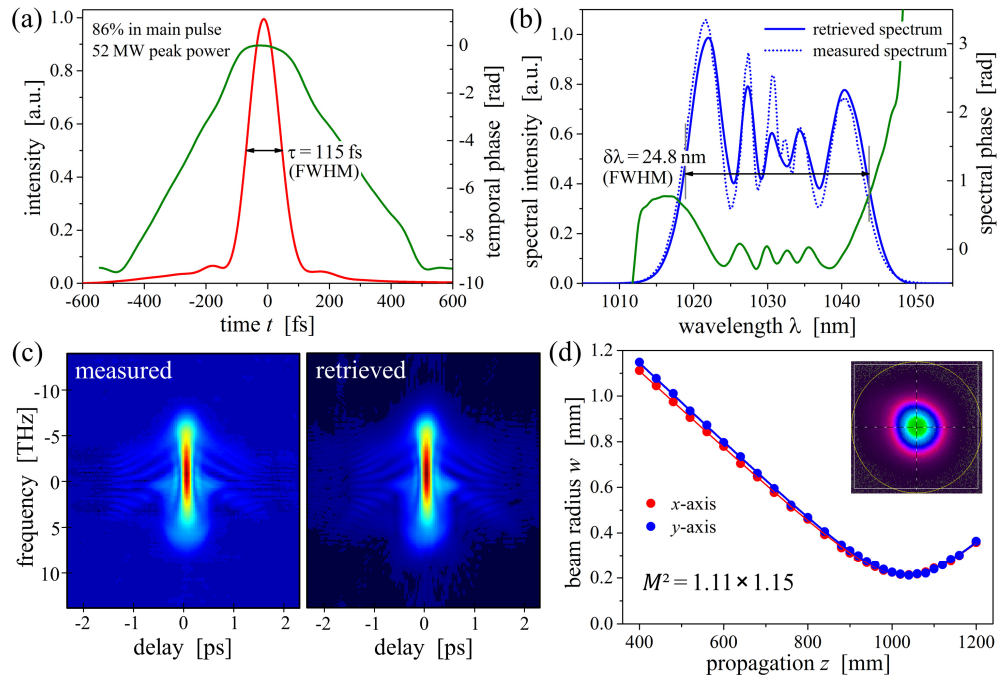 (a)
86% in main pulse
52 MW peak power
τ = 115 fs
(FWHM)
intensity [a.u.]
1.0
0.8
0.6
0.4
0.2
0.0
temporal phase [rad]
0
-2
-4
-6
-8
-10
-600 -400 -200 0 200 400 600
time t [fs]
(b)
retrieved spectrum
measured spectrum
δλ = 24.8 nm
(FWHM)
spectral intensity [a.u.]
1.0
0.8
0.6
0.4
0.2
0.0
spectral phase [rad]
3
2
1
0
1010 1020 1030 1040 1050
wavelength λ [nm]
(c)
measured
retrieved
frequency [THz]
-10
-5
0
5
10
-2 -1 0 1 2
delay [ps]
-2 -1 0 1 2
delay [ps]
(d)
beam radius w [mm]
1.2
1.0
0.8
0.6
0.4
0.2
0.0
x-axis
y-axis
M² = 1.11 × 1.15
400 600 800 1000 1200
propagation z [mm]